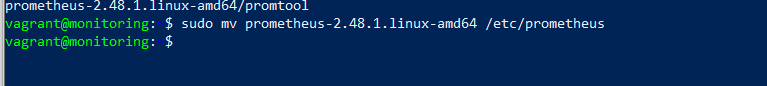 prometheus-2.48.1.linux-amd64/promtool
vagrant@monitoring:~$ sudo mv prometheus-2.48.1.linux-amd64 /etc/prometheus
vagrant@monitoring:~$